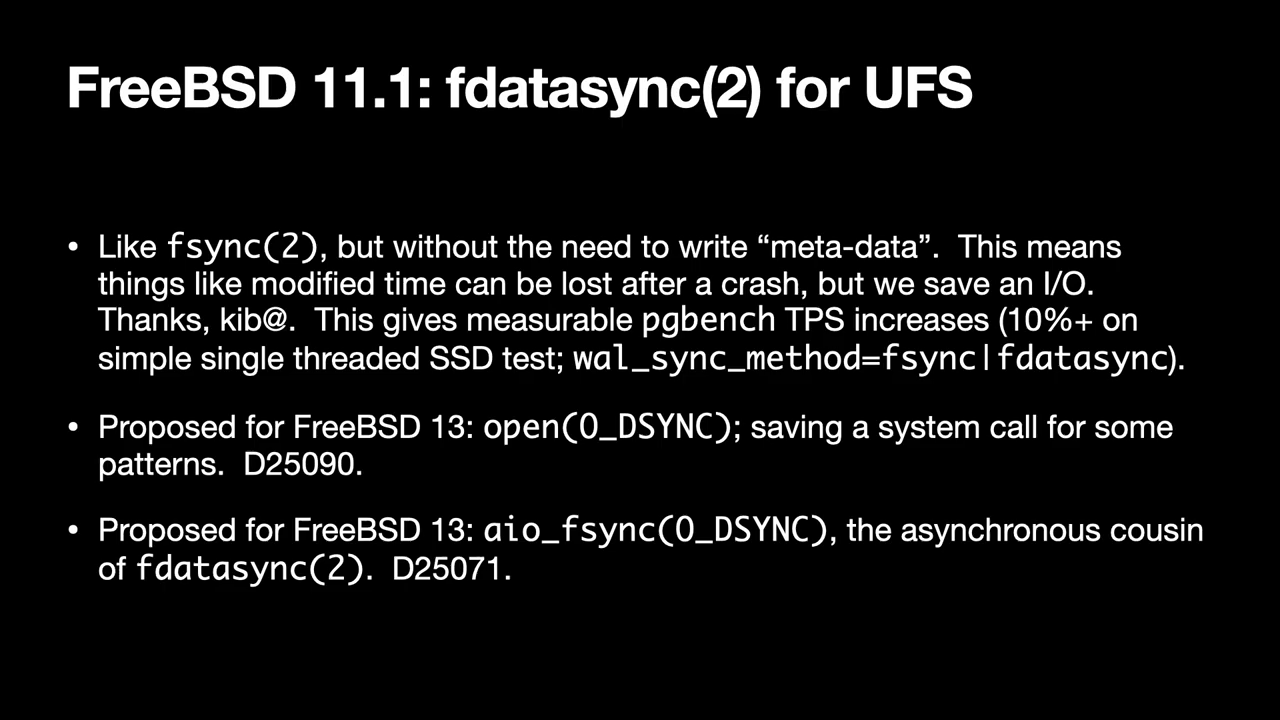 FreeBSD 11.1: fdatasync(2) for UFS
• Like fsync(2), but without the need to write “meta-data”.  This means
things like modified time can be lost after a crash, but we save an I/O.
Thanks, kib@.  This gives measurable pgbench TPS increases (10%+ on
simple single threaded SSD test; wal_sync_method=fsync|fdatasync).
• Proposed for FreeBSD 13: open(O_DSYNC); saving a system call for some
patterns.  D25090.
• Proposed for FreeBSD 13: aio_fsync(O_DSYNC), the asynchronous cousin
of fdatasync(2).  D25071.